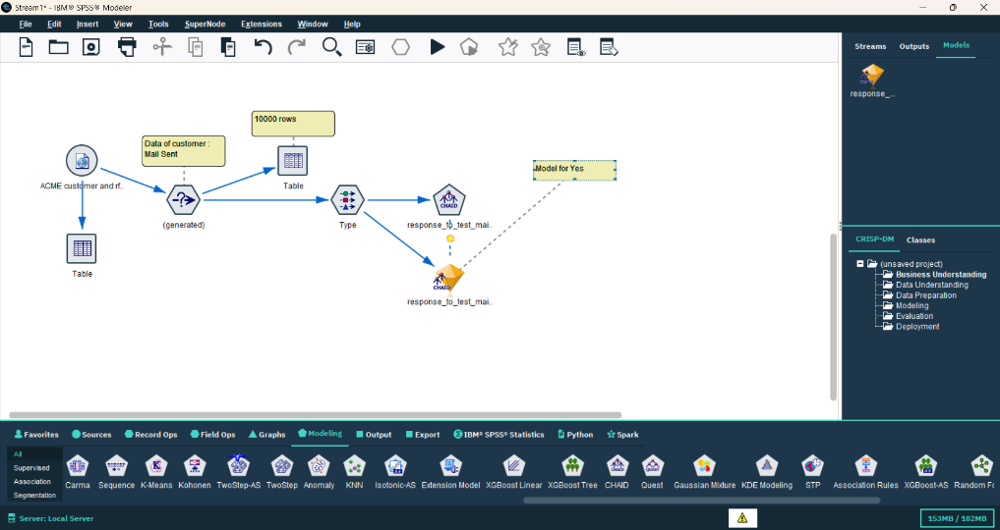 Stream1* - IBM® SPSS® Modeler
File Edit Insert View Tools SuperNode Extensions Window Help
Streams Outputs Models
response_...
10000 rows
Data of customer :
Mail Sent
Model for Yes
ACME customer and rf..
Table
(generated)
Type
CHAID
response_to_test_mai..
Table
CHAID
response_to_test_mai..
CRISP-DM Classes
(unsaved project)
Business Understanding
Data Understanding
Data Preparation
Modeling
Evaluation
Deployment
Favorites Sources Record Ops Field Ops Graphs Modeling Output Export IBM® SPSS® Statistics Python Spark
All
Supervised
Association
Segmentation
Carma Sequence K-Means Kohonen TwoStep-AS TwoStep Anomaly KNN Isotonic-AS Extension Model XGBoost Linear XGBoost Tree CHAID Quest Gaussian Mixture KDE Modeling STP Association Rules XGBoost-AS Random Fo
Server: Local Server
153MB / 182MB